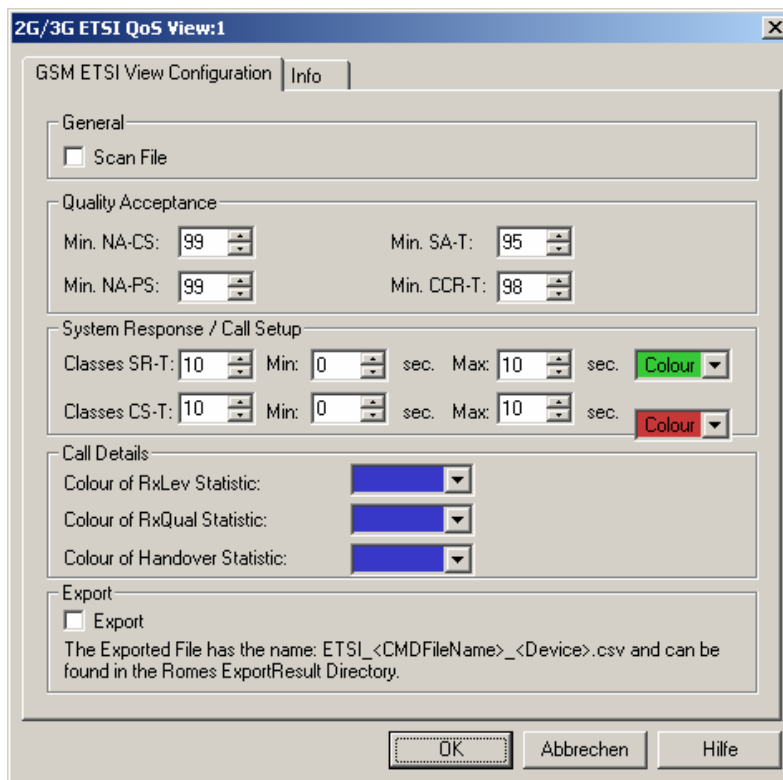 2G/3G ETSI QoS View:1
GSM ETSI View Configuration Info
General
Scan File
Quality Acceptance
Min. NA-CS: 99 Min. SA-T: 95
Min. NA-PS: 99 Min. CCR-T: 98
System Response / Call Setup
Classes SR-T: 10 Min: 0 sec. Max: 10 sec. Colour
Classes CS-T: 10 Min: 0 sec. Max: 10 sec. Colour
Call Details
Colour of RxLev Statistic:
Colour of RxQual Statistic:
Colour of Handover Statistic:
Export
Export
The Exported File has the name: ETSI_<CMDFileName>_<Device>.csv and can be
found in the Romes ExportResult Directory.
OK Abbrechen Hilfe